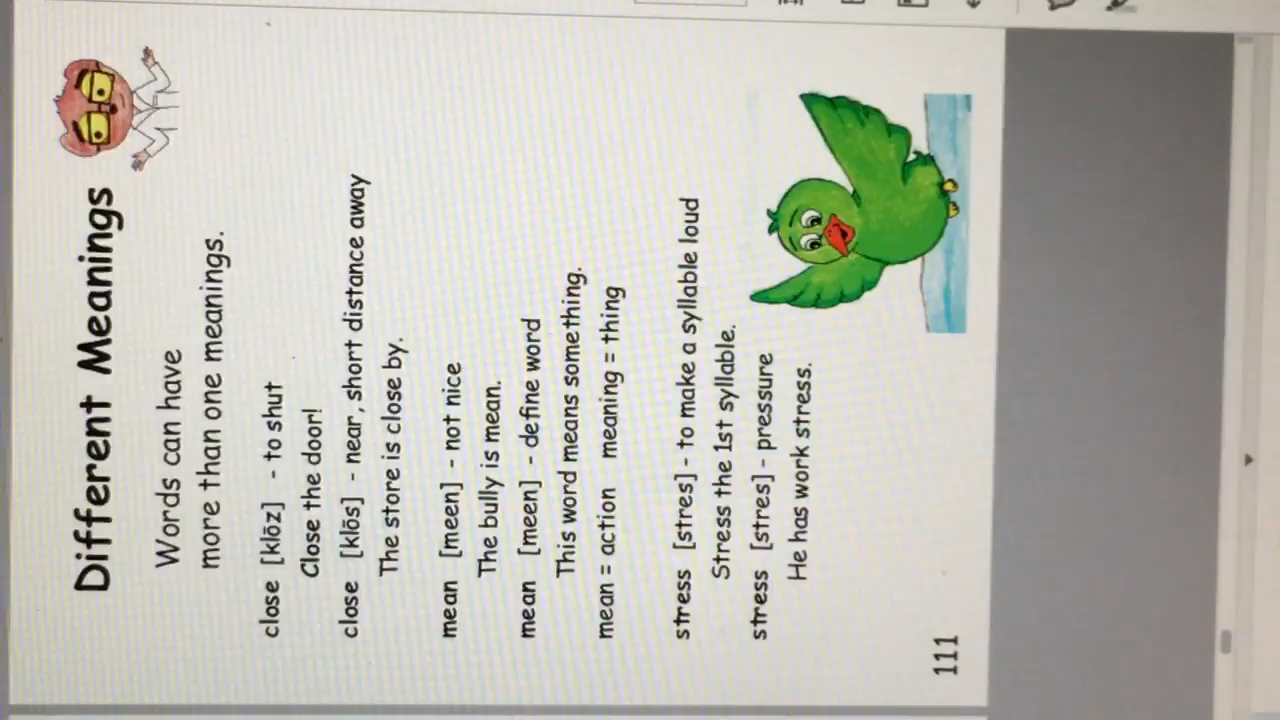 Different Meanings
Words can have
more than one meanings.
close [klōz] - to shut
Close the door!
close [klōs] - near, short distance away
The store is close by.
mean [meen] - not nice
The bully is mean.
mean [meen] - define word
This word means something.
mean = action meaning = thing
stress [stres] - to make a syllable loud
Stress the 1st syllable.
stress [stres] - pressure
He has work stress.
111